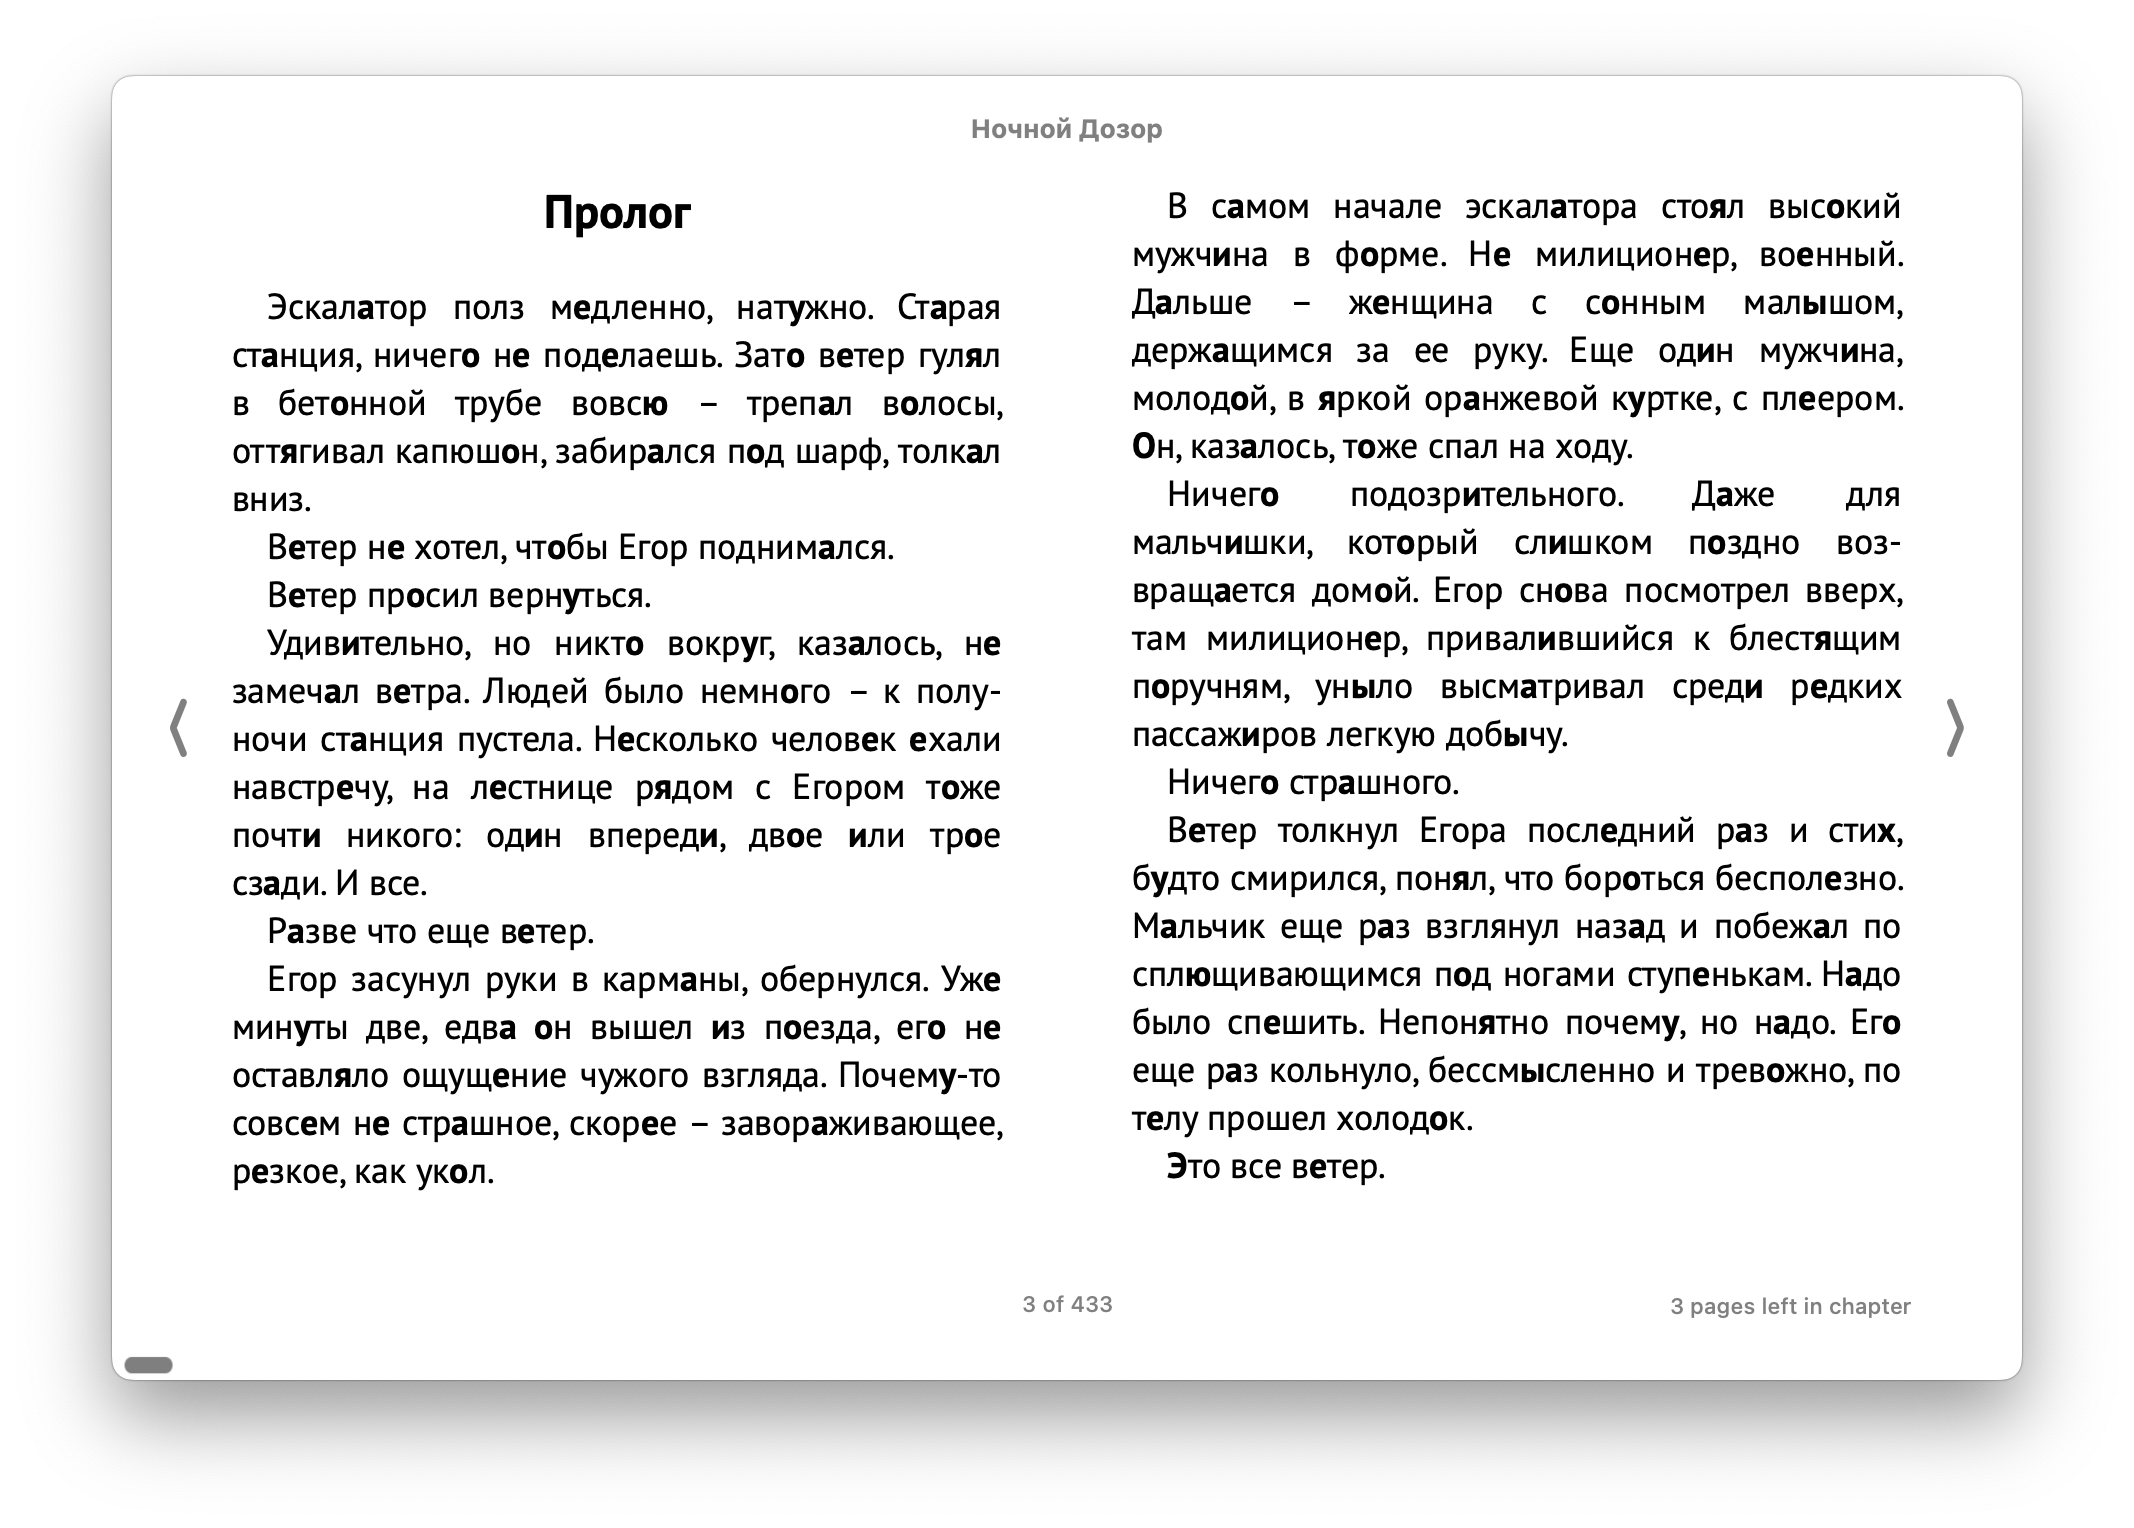 Ночной Дозор
Пролог
Эскалатор полз медленно, натужно. Старая
станция, ничего не поделаешь. Зато ветер гулял
в бетонной трубе вовсю – трепал волосы,
оттягивал капюшон, забирался под шарф, толкал
вниз.
Ветер не хотел, чтобы Егор поднимался.
Ветер просил вернуться.
Удивительно, но никто вокруг, казалось, не
замечал ветра. Людей было немного – к полу-
ночи станция пустела. Несколько человек ехали
навстречу, на лестнице рядом с Егором тоже
почти никого: один впереди, двое или трое
сзади. И все.
Разве что еще ветер.
Егор засунул руки в карманы, обернулся. Уже
минуты две, едва он вышел из поезда, его не
оставляло ощущение чужого взгляда. Почему-то
совсем не страшное, скорее – завораживающее,
резкое, как укол.
В самом начале эскалатора стоял высокий
мужчина в форме. Не милиционер, военный.
Дальше – женщина с сонным малышом,
держащимся за ее руку. Еще один мужчина,
молодой, в яркой оранжевой куртке, с плеером.
Он, казалось, тоже спал на ходу.
Ничего подозрительного. Даже для
мальчишки, который слишком поздно воз-
вращается домой. Егор снова посмотрел вверх,
там милиционер, привалившийся к блестящим
поручням, уныло высматривал среди редких
пассажиров легкую добычу.
Ничего страшного.
Ветер толкнул Егора последний раз и стих,
будто смирился, понял, что бороться бесполезно.
Мальчик еще раз взглянул назад и побежал по
сплющивающимся под ногами ступенькам. Надо
было спешить. Непонятно почему, но надо. Его
еще раз кольнуло, бессмысленно и тревожно, по
телу прошел холодок.
Это все ветер.
3 of 433
3 pages left in chapter